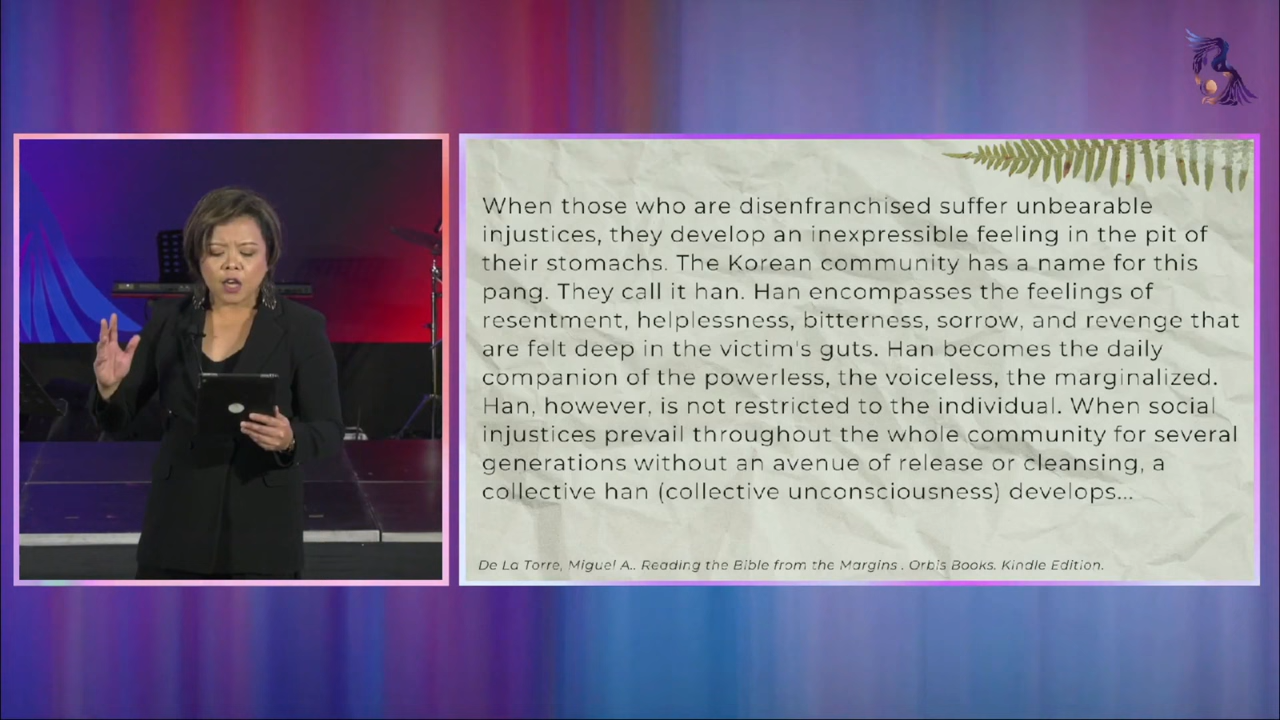 When those who are disenfranchised suffer unbearable
injustices, they develop an inexpressible feeling in the pit of
their stomachs. The Korean community has a name for this
pang. They call it han. Han encompasses the feelings of
resentment, helplessness, bitterness, sorrow, and revenge that
are felt deep in the victim's guts. Han becomes the daily
companion of the powerless, the voiceless, the marginalized.
Han, however, is not restricted to the individual. When social
injustices prevail throughout the whole community for several
generations without an avenue of release or cleansing, a
collective han (collective unconsciousness) develops...
De La Torre, Miguel A.. Reading the Bible from the Margins . Orbis Books. Kindle Edition.